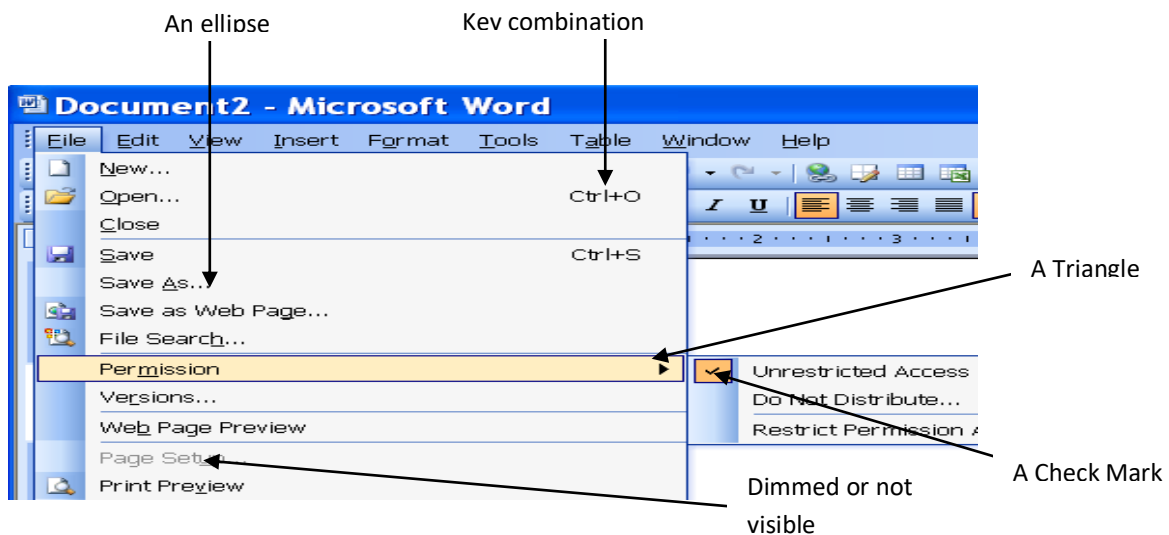 An ellipse
Key combination
Document2 - Microsoft Word
File Edit View Insert Format Tools Table Window Help
New...
Open... Ctrl+O
Close
I U
2 3
Save Ctrl+S
Save As...
A Triangle
Save as Web Page...
File Search...
Permission
Unrestricted Access
Versions...
Do Not Distribute...
Web Page Preview
Restrict Permission A
Page Setup...
Print Preview
A Check Mark
Dimmed or not
visible